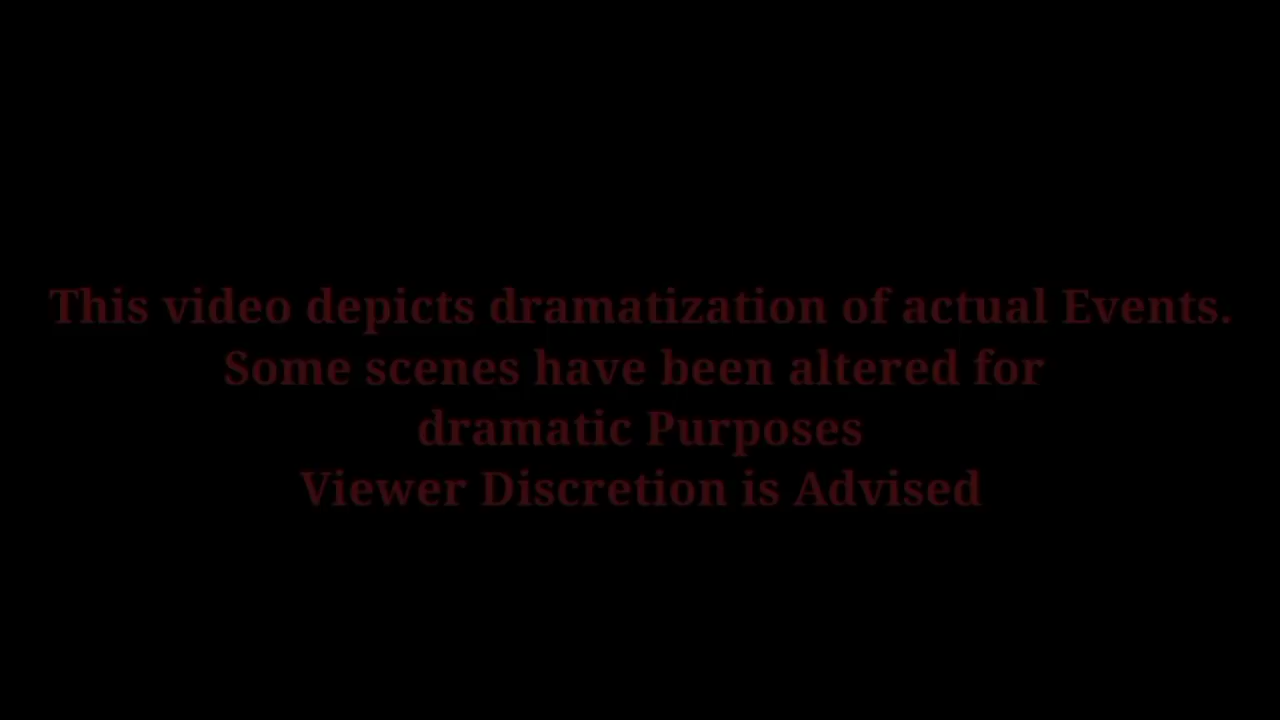 This video depicts dramatization of actual Events.
Some scenes have been altered for
dramatic Purposes
Viewer Discretion is Advised